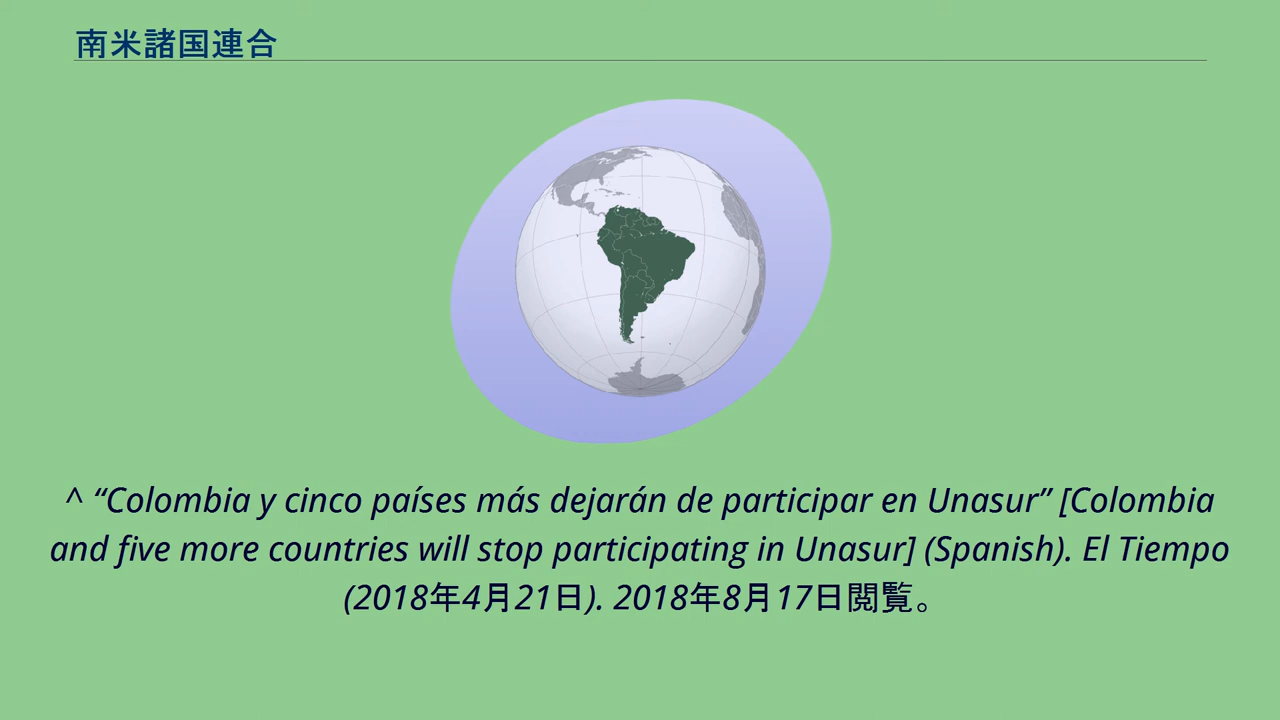 南米諸国連合
^ “Colombia y cinco países más dejarán de participar en Unasur” [Colombia
and five more countries will stop participating in Unasur] (Spanish). El Tiempo
(2018年4月21日). 2018年8月17日閲覧。